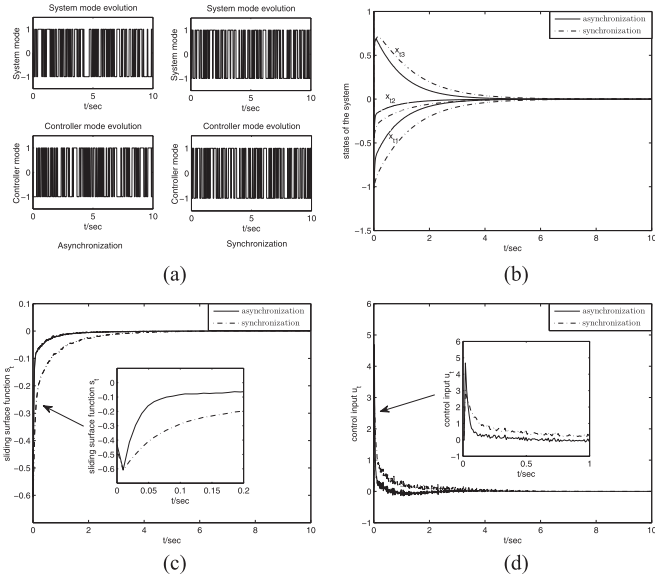 System mode evolution
System mode
1
0
−1
0
5
10
t/sec
System mode evolution
System mode
1
0
−1
0
5
10
t/sec
Controller mode evolution
Controller mode
1
0
−1
0
5
10
t/sec
Controller mode evolution
Controller mode
1
0
−1
0
5
10
t/sec
Asynchronization
Synchronization
(a)
states of the system
1
0.5
0
−0.5
−1
−1.5
0
2
4
6
8
10
t/sec
asynchronization
synchronization
x_{t3}
x_{t2}
x_{t1}
(b)
sliding surface function s_t
0.1
0
−0.1
−0.2
−0.3
−0.4
−0.5
−0.6
0
2
4
6
8
10
t/sec
asynchronization
synchronization
sliding surface function s_t
0
−0.1
−0.2
−0.3
−0.4
−0.5
−0.6
0
0.05
0.1
0.15
0.2
t/sec
(c)
control input u_t
6
5
4
3
2
1
0
−1
0
2
4
6
8
10
t/sec
asynchronization
synchronization
control input u_t
6
5
4
3
2
1
0
−1
0
0.5
1
t/sec
(d)